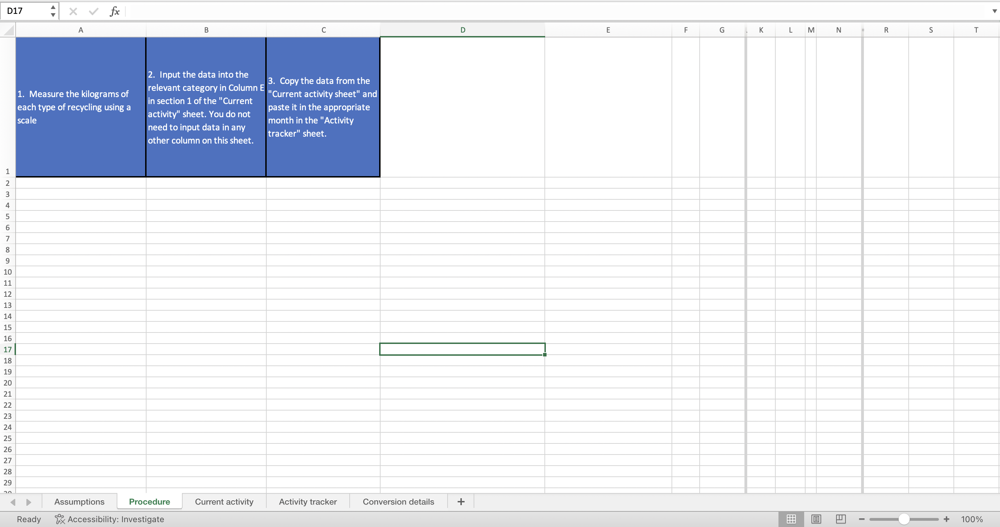 D17
fx
A B C D E F G K L M N R S T
1. Measure the kilograms of
each type of recycling using a
scale
2. Input the data into the
relevant category in Column E
in section 1 of the "Current
activity" sheet. You do not
need to input data in any
other column on this sheet.
3. Copy the data from the
"Current activity sheet" and
paste it in the appropriate
month in the "Activity
tracker" sheet.
1
2
3
4
5
6
7
8
9
10
11
12
13
14
15
16
17
18
19
20
21
22
23
24
25
26
27
28
29
Assumptions Procedure Current activity Activity tracker Conversion details +
Ready Accessibility: Investigate 100%